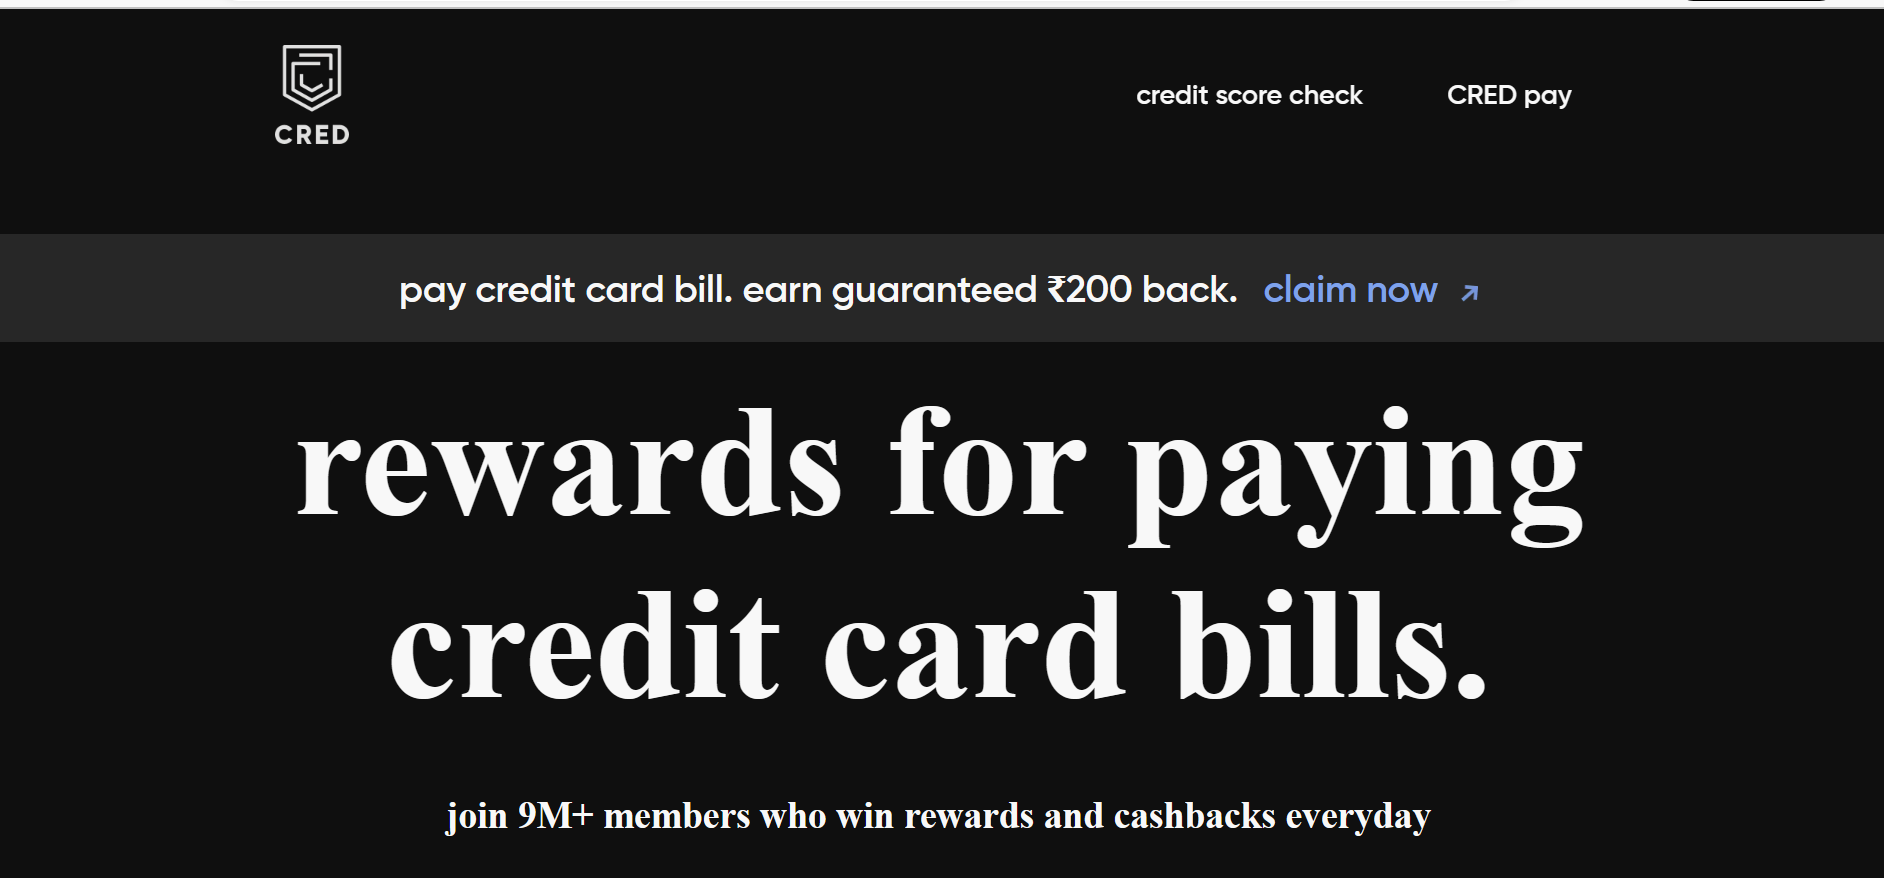 CRED
credit score check
CRED pay
pay credit card bill. earn guaranteed ₹200 back. claim now ↗
rewards for paying
credit card bills.
join 9M+ members who win rewards and cashbacks everyday